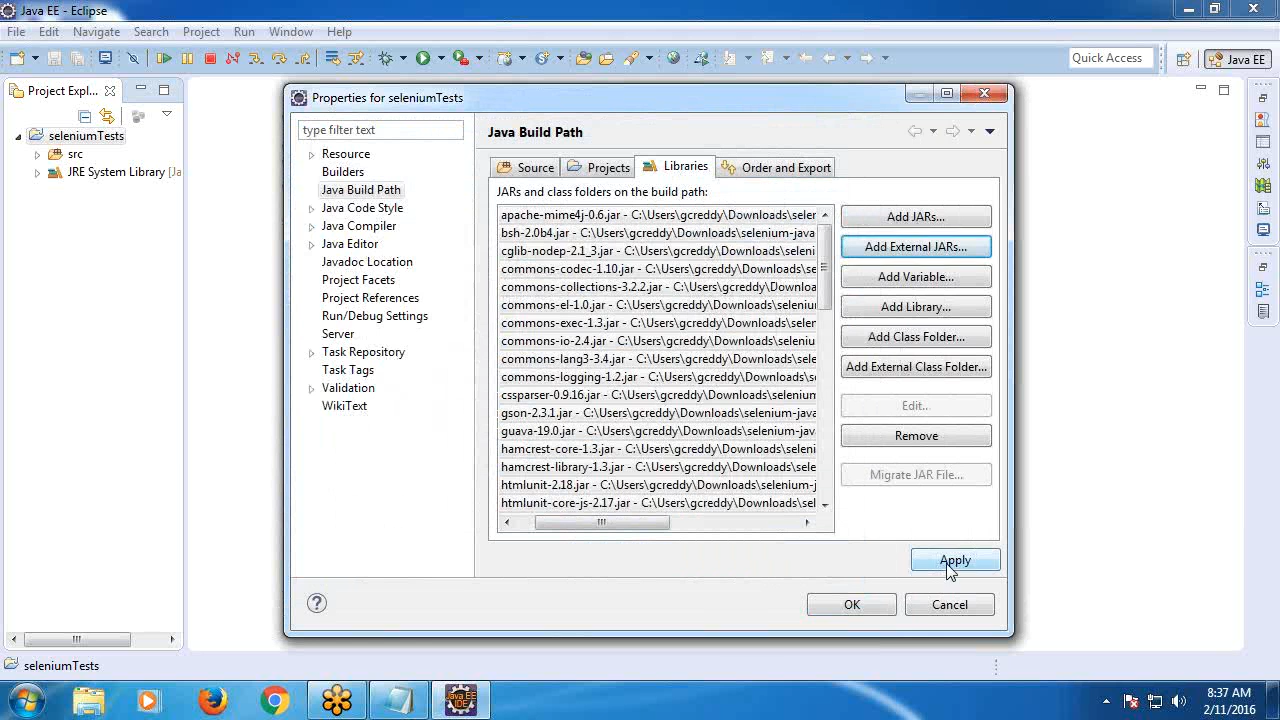 Java EE - Eclipse
File Edit Navigate Search Project Run Window Help
Quick Access
Java EE
Project Expl...
seleniumTests
src
JRE System Library [Ja
Properties for seleniumTests
type filter text
Resource
Builders
Java Build Path
Java Code Style
Java Compiler
Java Editor
Javadoc Location
Project Facets
Project References
Run/Debug Settings
Server
Task Repository
Task Tags
Validation
WikiText
Java Build Path
Source Projects Libraries Order and Export
JARs and class folders on the build path:
apache-mime4j-0.6.jar - C:\Users\gcreddy\Downloads\selen
bsh-2.0b4.jar - C:\Users\gcreddy\Downloads\selenium-java
cglib-nodep-2.1_3.jar - C:\Users\gcreddy\Downloads\seleni
commons-codec-1.10.jar - C:\Users\gcreddy\Downloads\se
commons-collections-3.2.2.jar - C:\Users\gcreddy\Downloa
commons-el-1.0.jar - C:\Users\gcreddy\Downloads\seleniu
commons-exec-1.3.jar - C:\Users\gcreddy\Downloads\selen
commons-io-2.4.jar - C:\Users\gcreddy\Downloads\seleniu
commons-lang3-3.4.jar - C:\Users\gcreddy\Downloads\sele
commons-logging-1.2.jar - C:\Users\gcreddy\Downloads\s
cssparser-0.9.16.jar - C:\Users\gcreddy\Downloads\seleniur
gson-2.3.1.jar - C:\Users\gcreddy\Downloads\selenium-java
guava-19.0.jar - C:\Users\gcreddy\Downloads\selenium-java
hamcrest-core-1.3.jar - C:\Users\gcreddy\Downloads\selen
hamcrest-library-1.3.jar - C:\Users\gcreddy\Downloads\sele
htmlunit-2.18.jar - C:\Users\gcreddy\Downloads\selenium-j
htmlunit-core-js-2.17.jar - C:\Users\gcreddy\Downloads\sel
Add JARs...
Add External JARs...
Add Variable...
Add Library...
Add Class Folder...
Add External Class Folder...
Edit...
Remove
Migrate JAR File...
Apply
OK Cancel
seleniumTests
Java EE
IDE
8:37 AM
2/11/2016